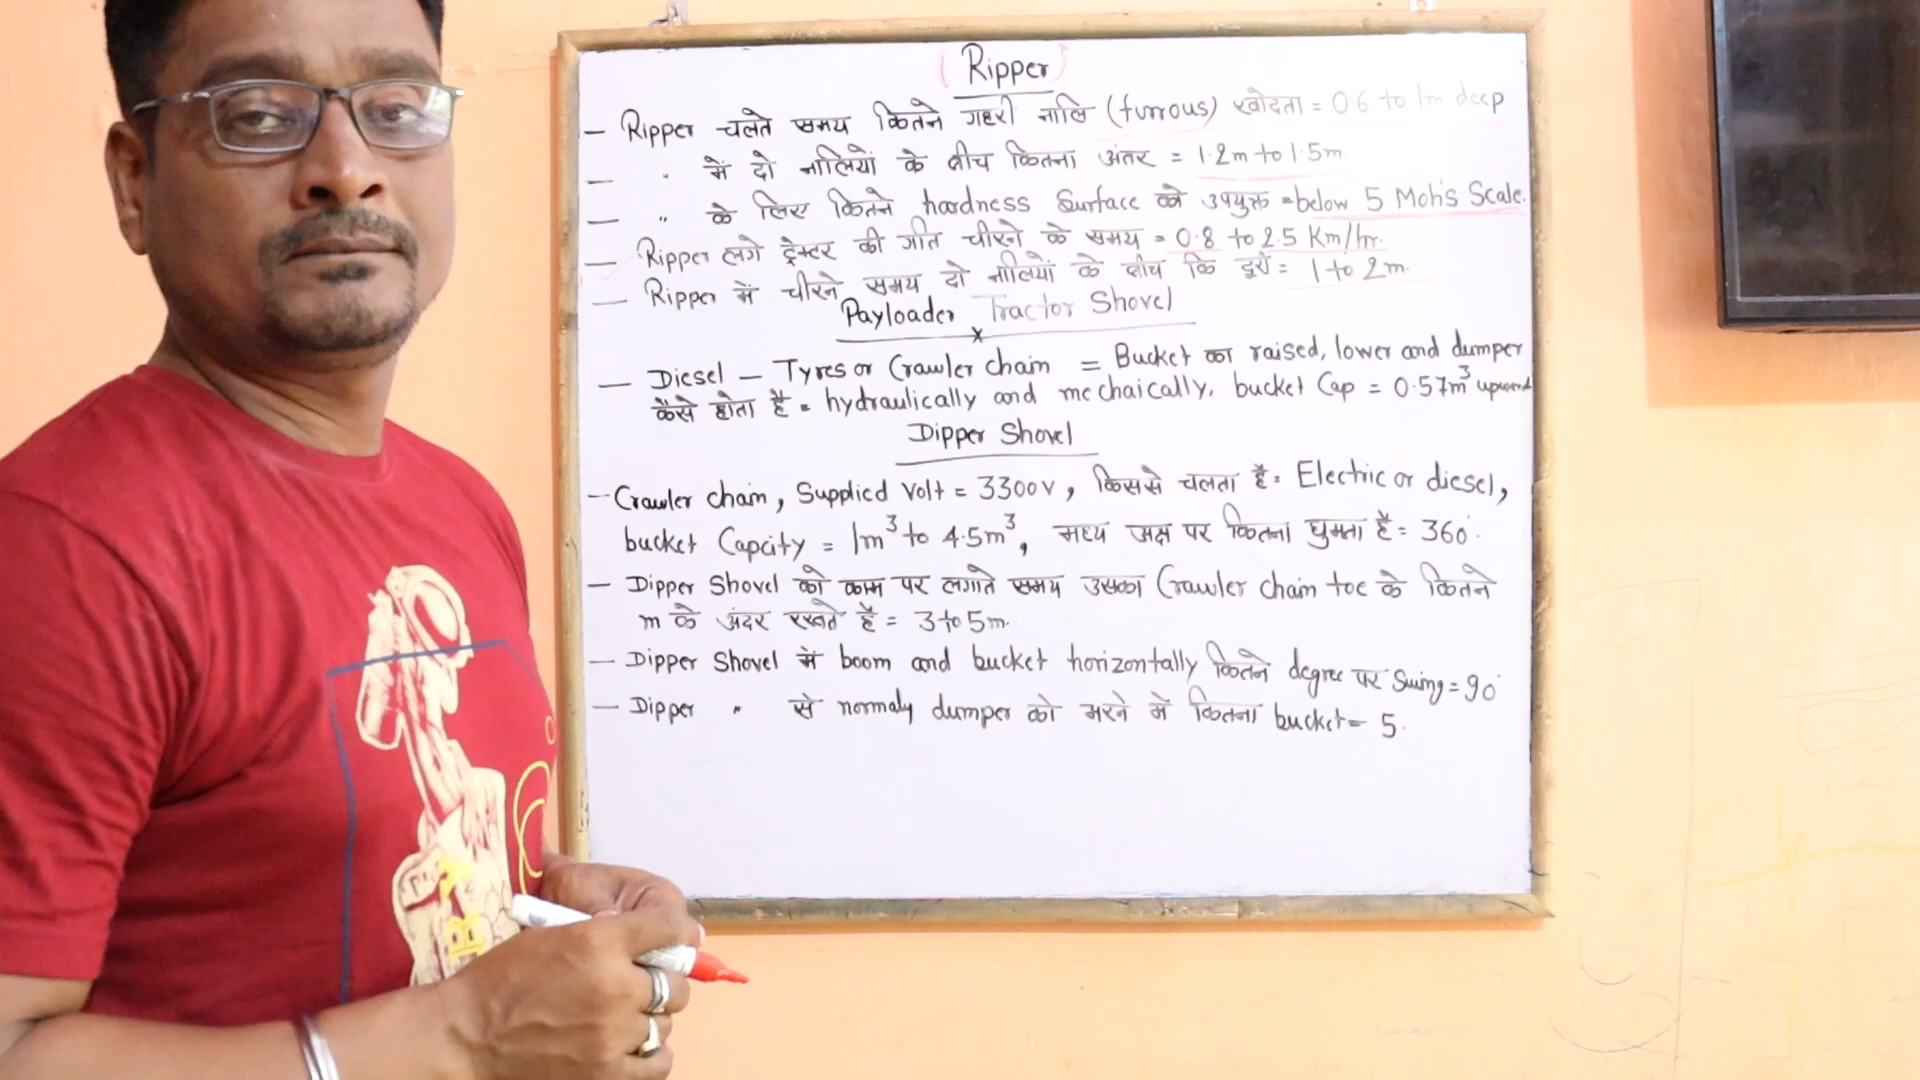 (Ripper)
– Ripper चलते समय कितने गहरी नालि (furrous) खोदता = 0.6 to 1m deep
– " में दो नालियों के बीच कितना अंतर = 1.2m to 1.5m.
– " के लिए कितने hardness Surface को उपयुक्त = below 5 Moh's Scale.
– Ripper लगे ट्रेक्टर की गति चीरने के समय = 0.8 to 2.5 Km/hr.
– Ripper में चीरने समय दो नालियों के बीच कि दूरी = 1 to 2m.
Payloader Tractor Shovel
x
– Diesel – Tyres or Crawler chain = Bucket का raised, lower and dumper
कैसे होता है = hydraulically and mechaically, bucket Cap = 0.57m³ upward
Dipper Shovel
– Crawler chain, Supplied Volt = 3300v, किससे चलता है = Electric or diesel,
bucket Capcity = 1m³ to 4.5m³, मध्य अक्ष पर कितना घुमता है = 360°.
– Dipper Shovel को काम पर लगाते समय उसका Crawler chain toe के कितने
m के अंदर रखते हैं = 3 to 5m.
– Dipper Shovel में boom and bucket horizontally कितने degree पर Swing = 90°
– Dipper " से normaly dumper को भरने में कितना bucket = 5.